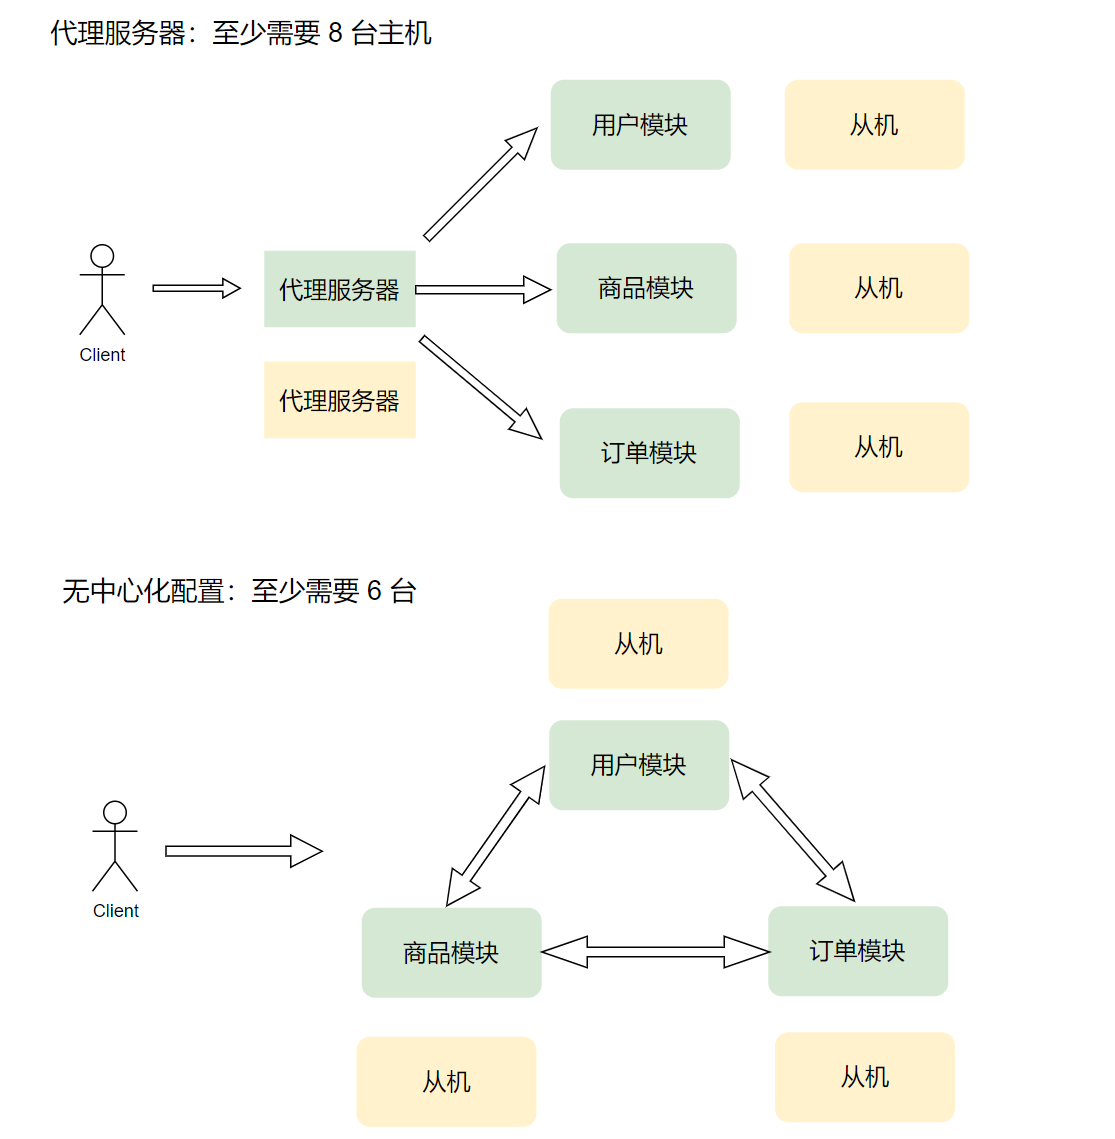 代理服务器：至少需要 8 台主机
用户模块
从机
代理服务器
商品模块
从机
Client
代理服务器
订单模块
从机
无中心化配置：至少需要 6 台
从机
用户模块
Client
商品模块
订单模块
从机
从机